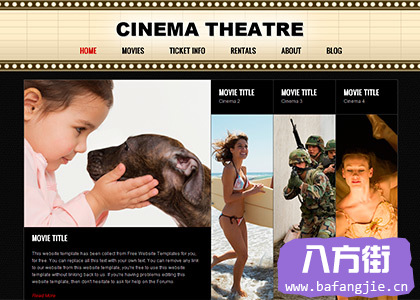 CINEMA THEATRE
HOME MOVIES TICKET INFO RENTALS ABOUT BLOG
MOVIE TITLE
Cinema 2
MOVIE TITLE
Cinema 3
MOVIE TITLE
Cinema 4
MOVIE TITLE
This website template has been collected from Free Website Templates for you,
for free. You can replace all this text with your own text. You can remove any link
to our website from this website template, you're free to use this website
template without linking back to us. If you're having problems editing this
website template, then don't hesitate to ask for help on the Forums.
Read More
八方街
www.bafangjie.cn